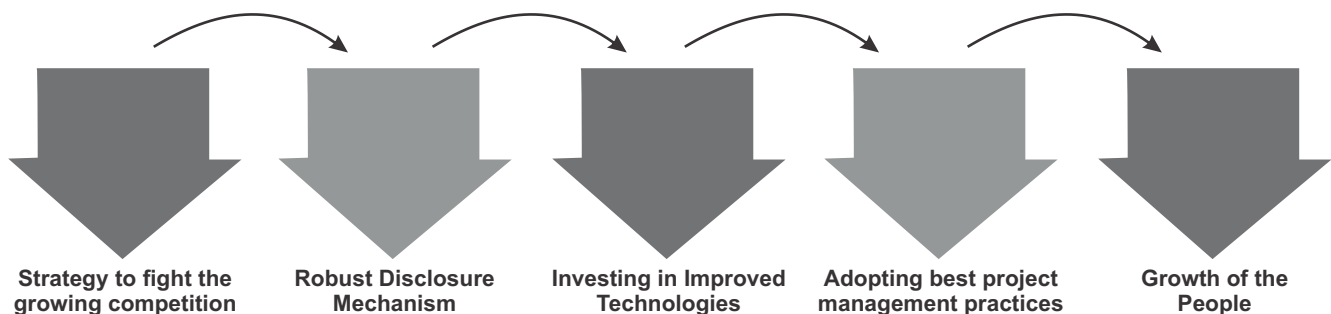 Strategy to fight the
growing competition
Robust Disclosure
Mechanism
Investing in Improved
Technologies
Adopting best project
management practices
Growth of the
People